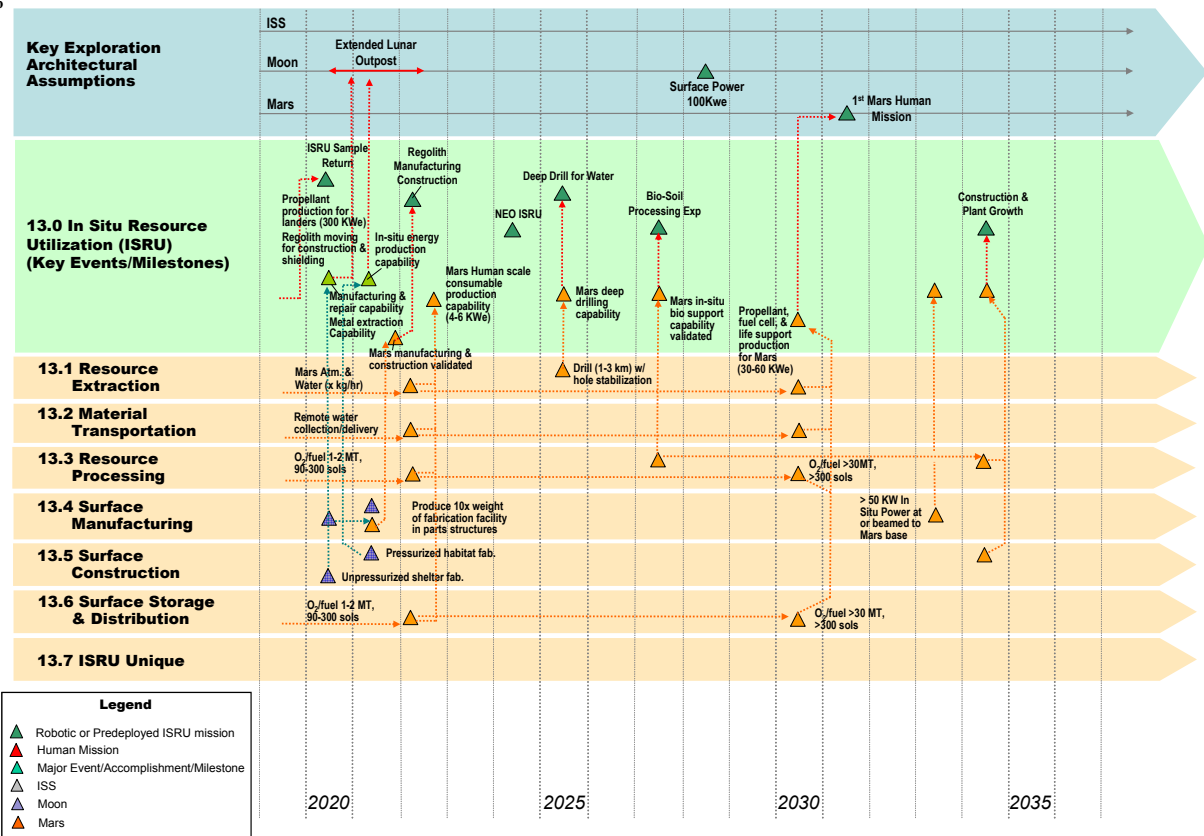 Key Exploration
Architectural
Assumptions
ISS
Moon
Mars
Extended Lunar
Outpost
Surface Power
100Kwe
1st Mars Human
Mission
13.0 In Situ Resource
Utilization (ISRU)
(Key Events/Milestones)
ISRU Sample
Return
Propellant
production for
landers (300 KWe)
Regolith moving
for construction &
shielding
Regolith
Manufacturing
Construction
In-situ energy
production
capability
Manufacturing &
repair capability
Metal extraction
Capability
Mars manufacturing &
construction validated
Mars Human scale
consumable
production
capability
(4-6 KWe)
NEO ISRU
Deep Drill for Water
Mars deep
drilling
capability
Bio-Soil
Processing Exp
Mars in-situ
bio support
capability
validated
Propellant,
fuel cell, &
life support
production
for Mars
(30-60 KWe)
Construction &
Plant Growth
13.1 Resource
Extraction
Mars Atm. &
Water (x kg/hr)
Drill (1-3 km) w/
hole stabilization
13.2 Material
Transportation
Remote water
collection/delivery
13.3 Resource
Processing
O2/fuel 1-2 MT,
90-300 sols
O2/fuel >30MT,
>300 sols
13.4 Surface
Manufacturing
Produce 10x weight
of fabrication facility
in parts structures
> 50 KW In
Situ Power at
or beamed to
Mars base
13.5 Surface
Construction
Pressurized habitat fab.
Unpressurized shelter fab.
13.6 Surface Storage
& Distribution
O2/fuel 1-2 MT,
90-300 sols
O2/fuel >30 MT,
>300 sols
13.7 ISRU Unique
Legend
Robotic or Predeployed ISRU mission
Human Mission
Major Event/Accomplishment/Milestone
ISS
Moon
Mars
2020
2025
2030
2035